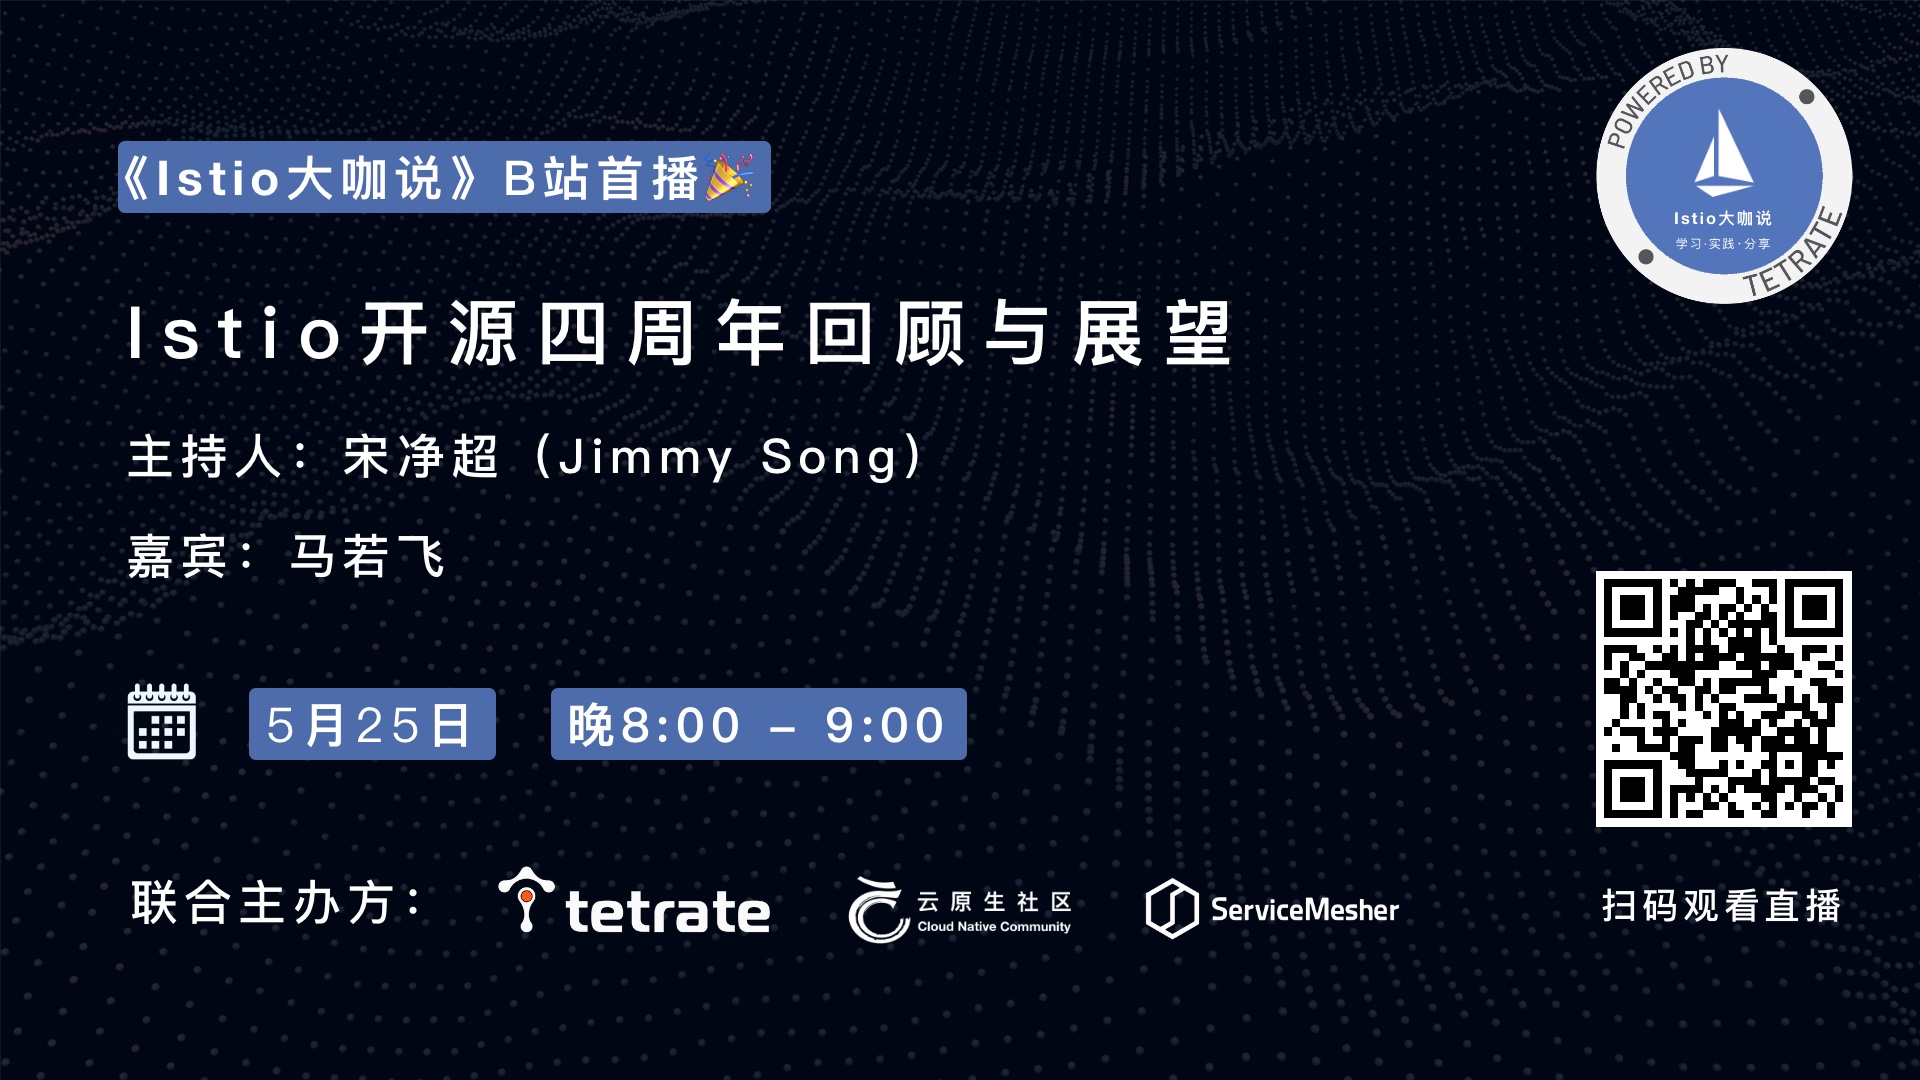 《Istio大咖说》B站首播🎉
POWERED BY
Istio大咖说
学习·实践·分享
TETRATE
Istio开源四周年回顾与展望
主持人：宋净超（Jimmy Song）
嘉宾：马若飞
5月25日
晚8:00 – 9:00
联合主办方：
tetrate
云原生社区
Cloud Native Community
ServiceMesher
扫码观看直播